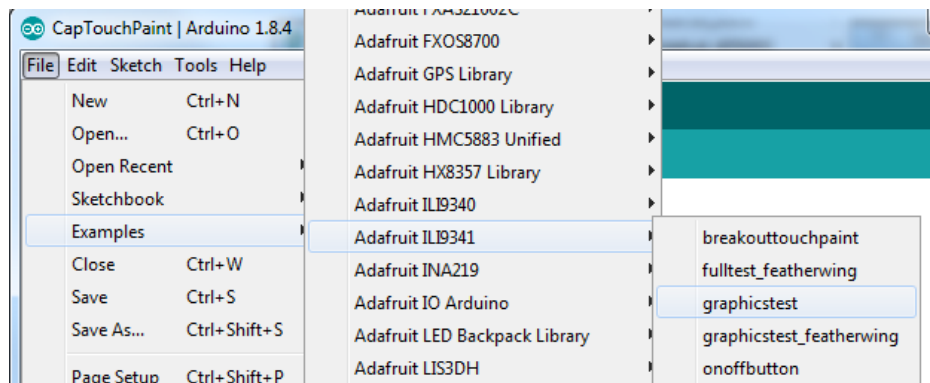 CapTouchPaint | Arduino 1.8.4
File Edit Sketch Tools Help
New Ctrl+N
Open... Ctrl+O
Open Recent
Sketchbook
Examples
Close Ctrl+W
Save Ctrl+S
Save As... Ctrl+Shift+S
Page Setup Ctrl+Shift+P
Adafruit FXAS21002C
Adafruit FXOS8700
Adafruit GPS Library
Adafruit HDC1000 Library
Adafruit HMC5883 Unified
Adafruit HX8357 Library
Adafruit ILI9340
Adafruit ILI9341
Adafruit INA219
Adafruit IO Arduino
Adafruit LED Backpack Library
Adafruit LIS3DH
breakouttouchpaint
fulltest_featherwing
graphicstest
graphicstest_featherwing
onoffbutton